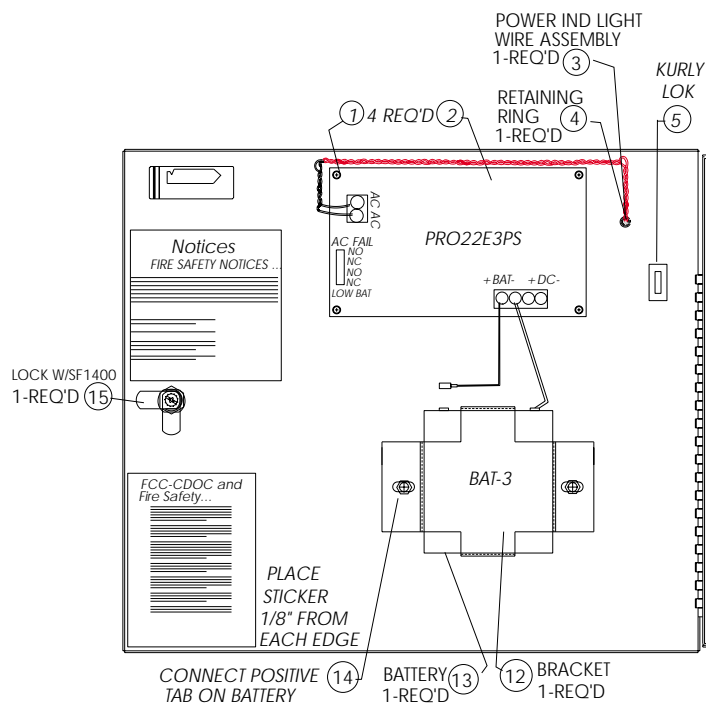 POWER IND LIGHT
WIRE ASSEMBLY
1-REQ'D 3
KURLY
LOK
5
RETAINING
RING
1-REQ'D 4
1 4 REQ'D 2
AC AC
PRO22E3PS
AC FAIL
NO
NC
NO
NC
LOW BAT
+BAT- +DC-
Notices
FIRE SAFETY NOTICES ...
LOCK W/SF1400
1-REQ'D 15
BAT-3
FCC-CDOC and
Fire Safety...
PLACE
STICKER
1/8" FROM
EACH EDGE
CONNECT POSITIVE
TAB ON BATTERY
14
BATTERY
1-REQ'D
13
12
BRACKET
1-REQ'D